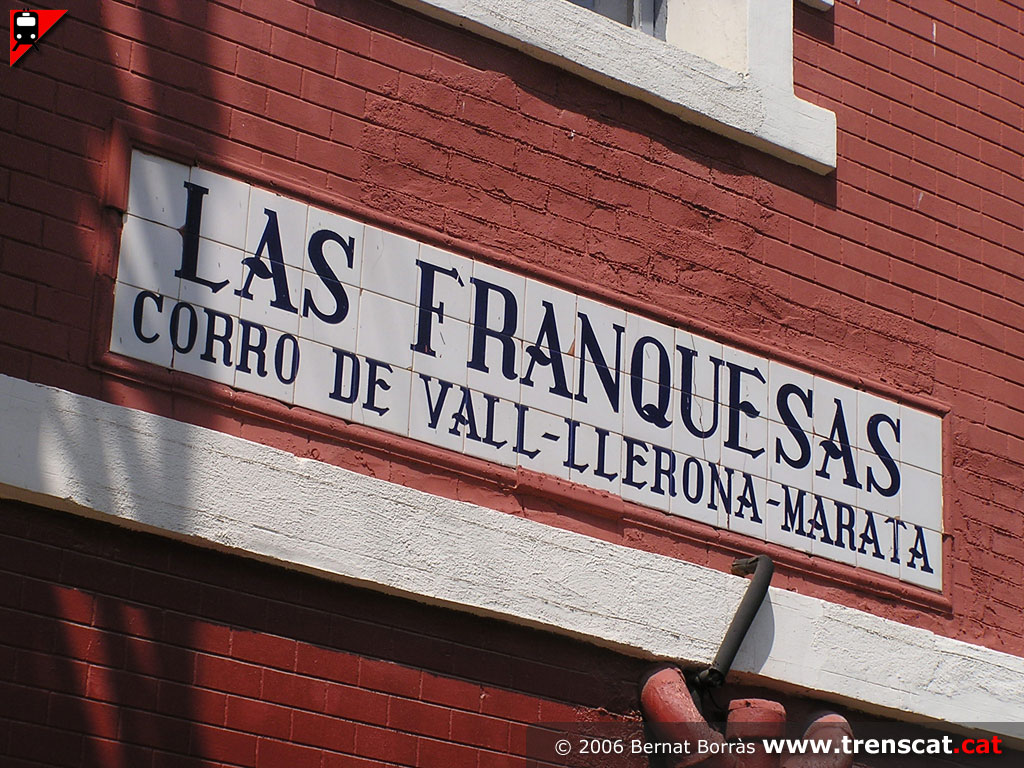 LAS FRANQUESAS
CORRO DE VALL-LLERONA-MARATA
© 2006 Bernat Borràs www.trenscat.cat